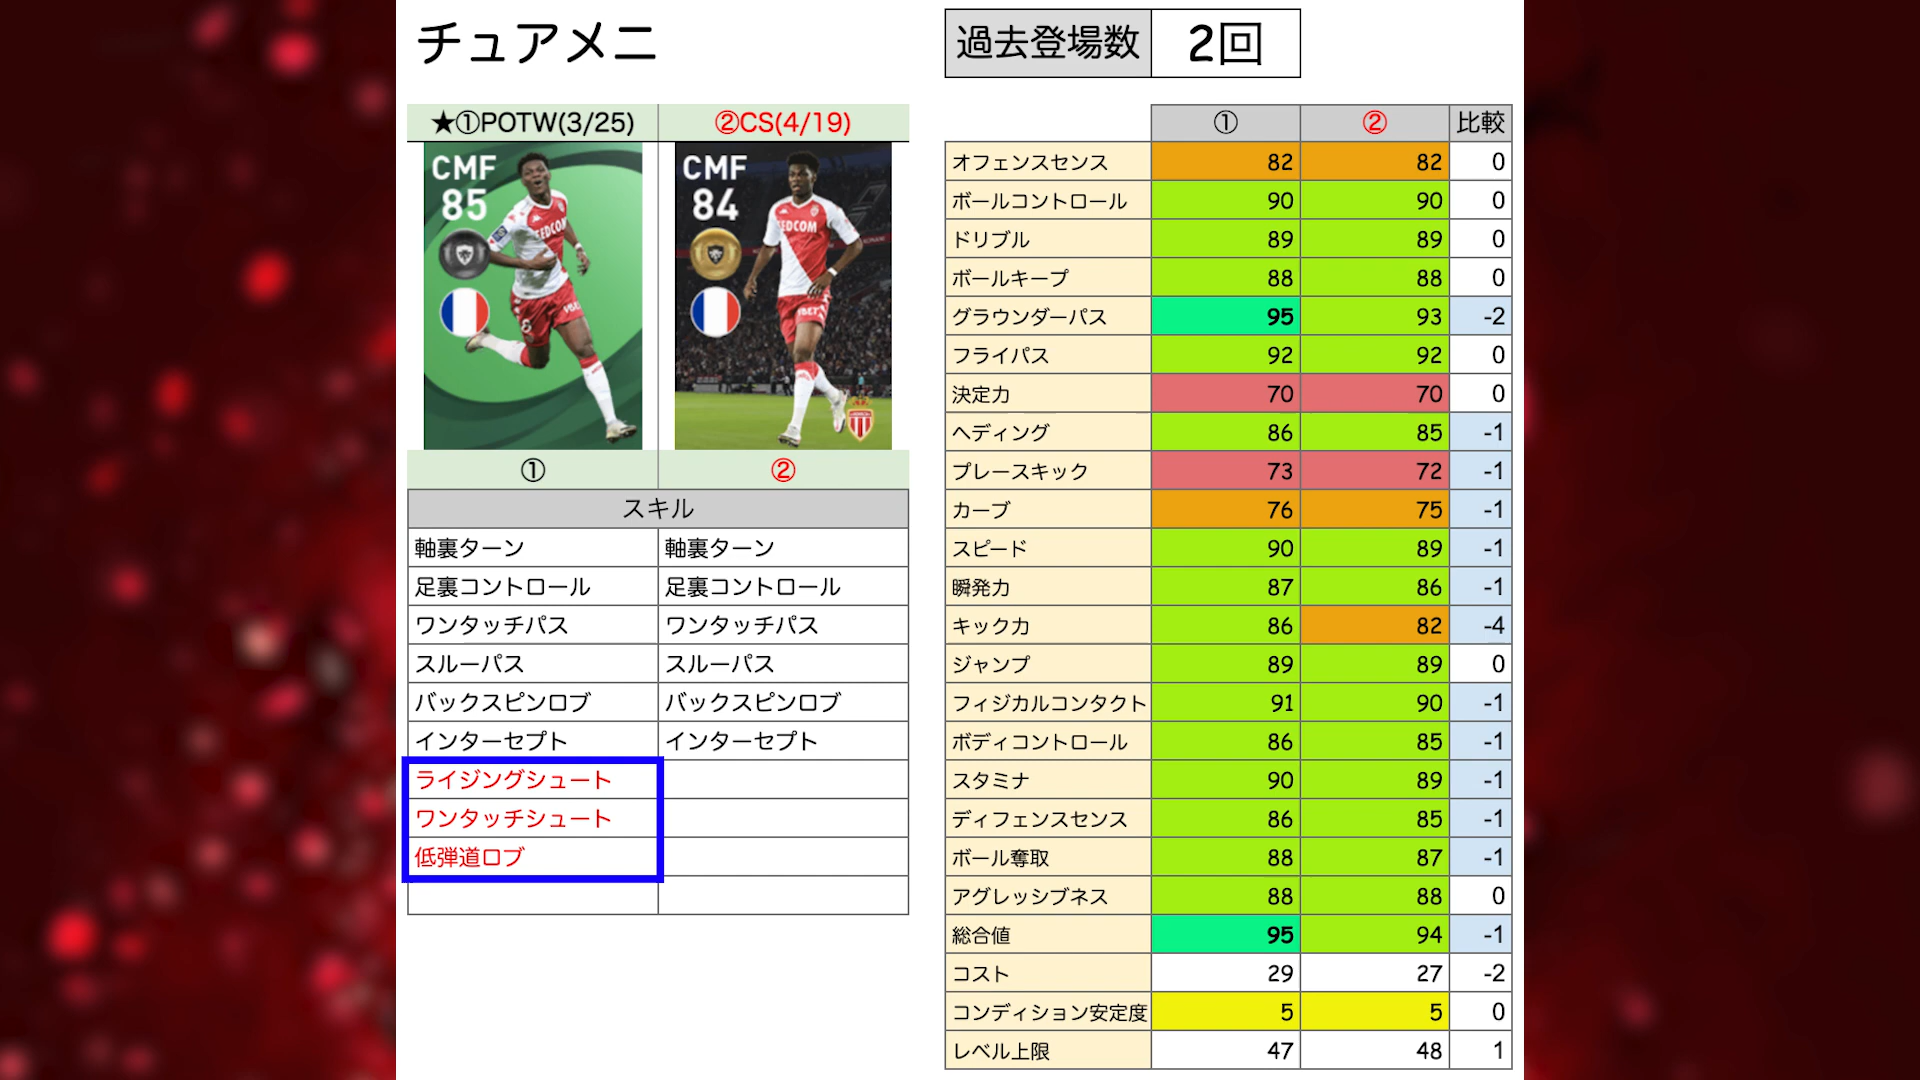 チュアメニ
過去登場数 2回
★①POTW(3/25) ②CS(4/19)
CMF
85
CMF
84
① ②
スキル
軸裏ターン 軸裏ターン
足裏コントロール 足裏コントロール
ワンタッチパス ワンタッチパス
スルーパス スルーパス
バックスピンロブ バックスピンロブ
インターセプト インターセプト
ライジングシュート
ワンタッチシュート
低弾道ロブ
① ② 比較
オフェンスセンス 82 82 0
ボールコントロール 90 90 0
ドリブル 89 89 0
ボールキープ 88 88 0
グラウンダーパス 95 93 -2
フライパス 92 92 0
決定力 70 70 0
ヘディング 86 85 -1
プレースキック 73 72 -1
カーブ 76 75 -1
スピード 90 89 -1
瞬発力 87 86 -1
キック力 86 82 -4
ジャンプ 89 89 0
フィジカルコンタクト 91 90 -1
ボディコントロール 86 85 -1
スタミナ 90 89 -1
ディフェンスセンス 86 85 -1
ボール奪取 88 87 -1
アグレッシブネス 88 88 0
総合値 95 94 -1
コスト 29 27 -2
コンディション安定度 5 5 0
レベル上限 47 48 1